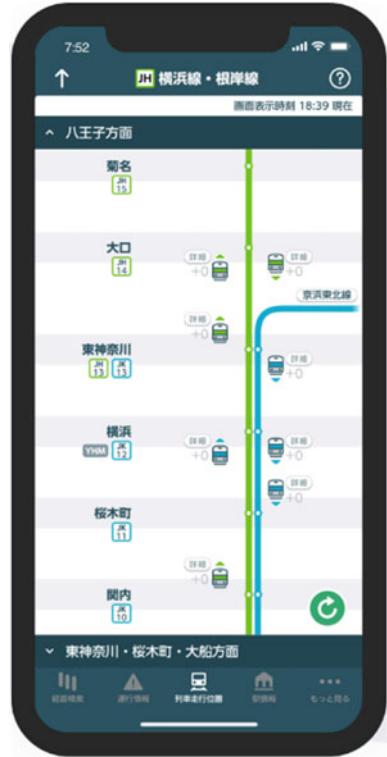 7:52
JH 横浜線・根岸線 ?
画面表示時刻 18:39 現在
八王子方面
菊名
JH 15
大口
JH 14
詳細 +0
詳細 +0
京浜東北線
詳細 +0
東神奈川
JH 13 JK 13
詳細 +0
横浜
YHM JK 12
詳細 +0
詳細 +0
詳細 +0
桜木町
JK 11
詳細 +0
関内
JK 10
東神奈川・桜木町・大船方面
経路検索 運行情報 列車走行位置 駅情報 もっと見る